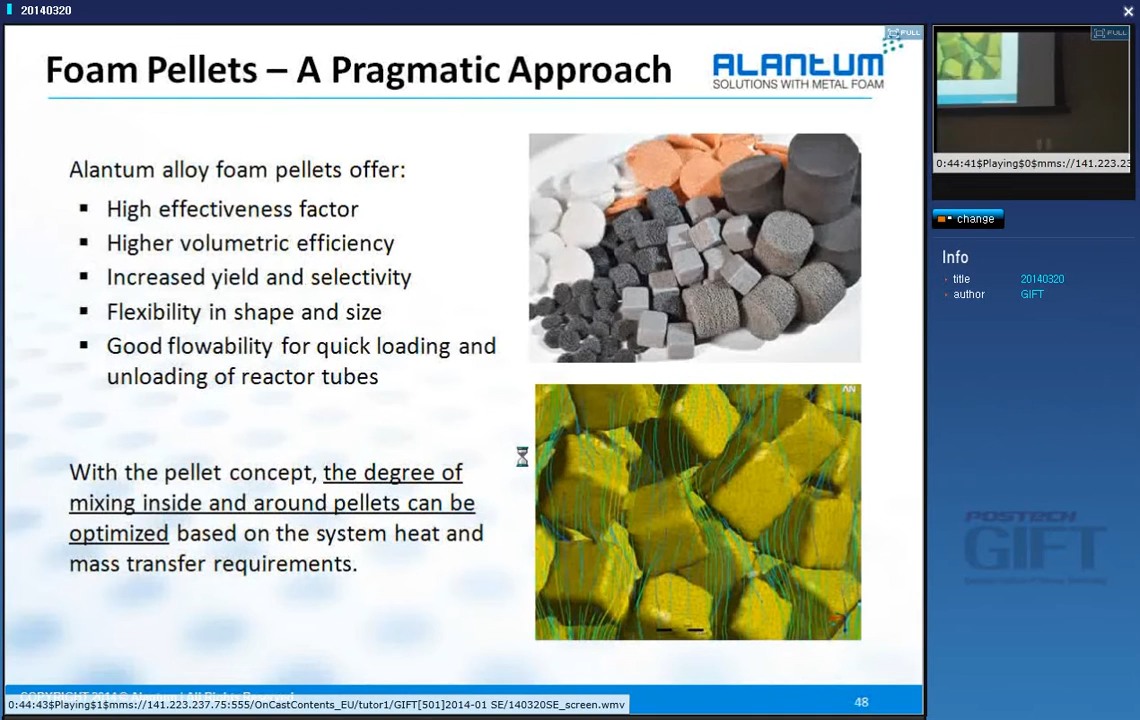 20140320
FULL
FULL
Foam Pellets – A Pragmatic Approach
ALANTUM
SOLUTIONS WITH METAL FOAM
Alantum alloy foam pellets offer:
High effectiveness factor
Higher volumetric efficiency
Increased yield and selectivity
Flexibility in shape and size
Good flowability for quick loading and
unloading of reactor tubes
With the pellet concept, the degree of
mixing inside and around pellets can be
optimized based on the system heat and
mass transfer requirements.
48
0:44:43$Playing$1$mms://141.223.237.75:555/OnCastContents_EU/tutor1/GIFT[501]2014-01 SE/140320SE_screen.wmv
0:44:41$Playing$0$mms://141.223.23
change
Info
title 20140320
author GIFT
POSTECH
GIFT